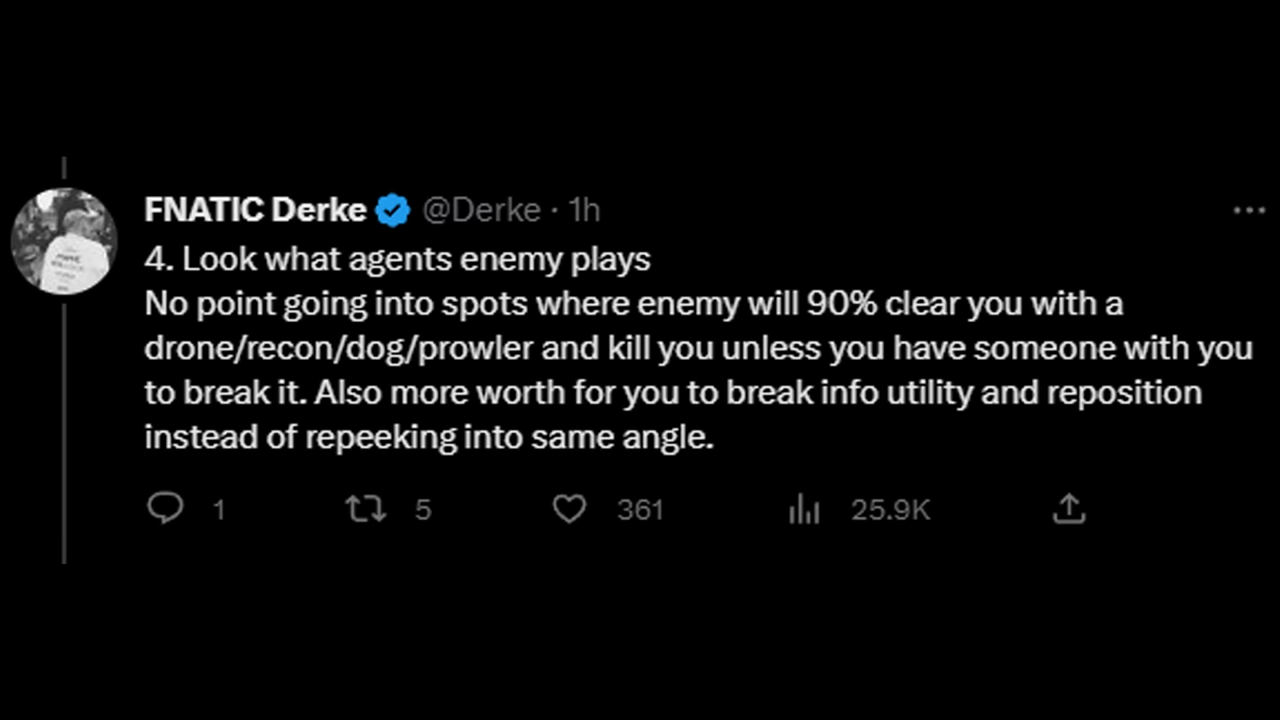 FNATIC Derke @Derke · 1h
4. Look what agents enemy plays
No point going into spots where enemy will 90% clear you with a
drone/recon/dog/prowler and kill you unless you have someone with you
to break it. Also more worth for you to break info utility and reposition
instead of repeeking into same angle.
1 5 361 25.9K